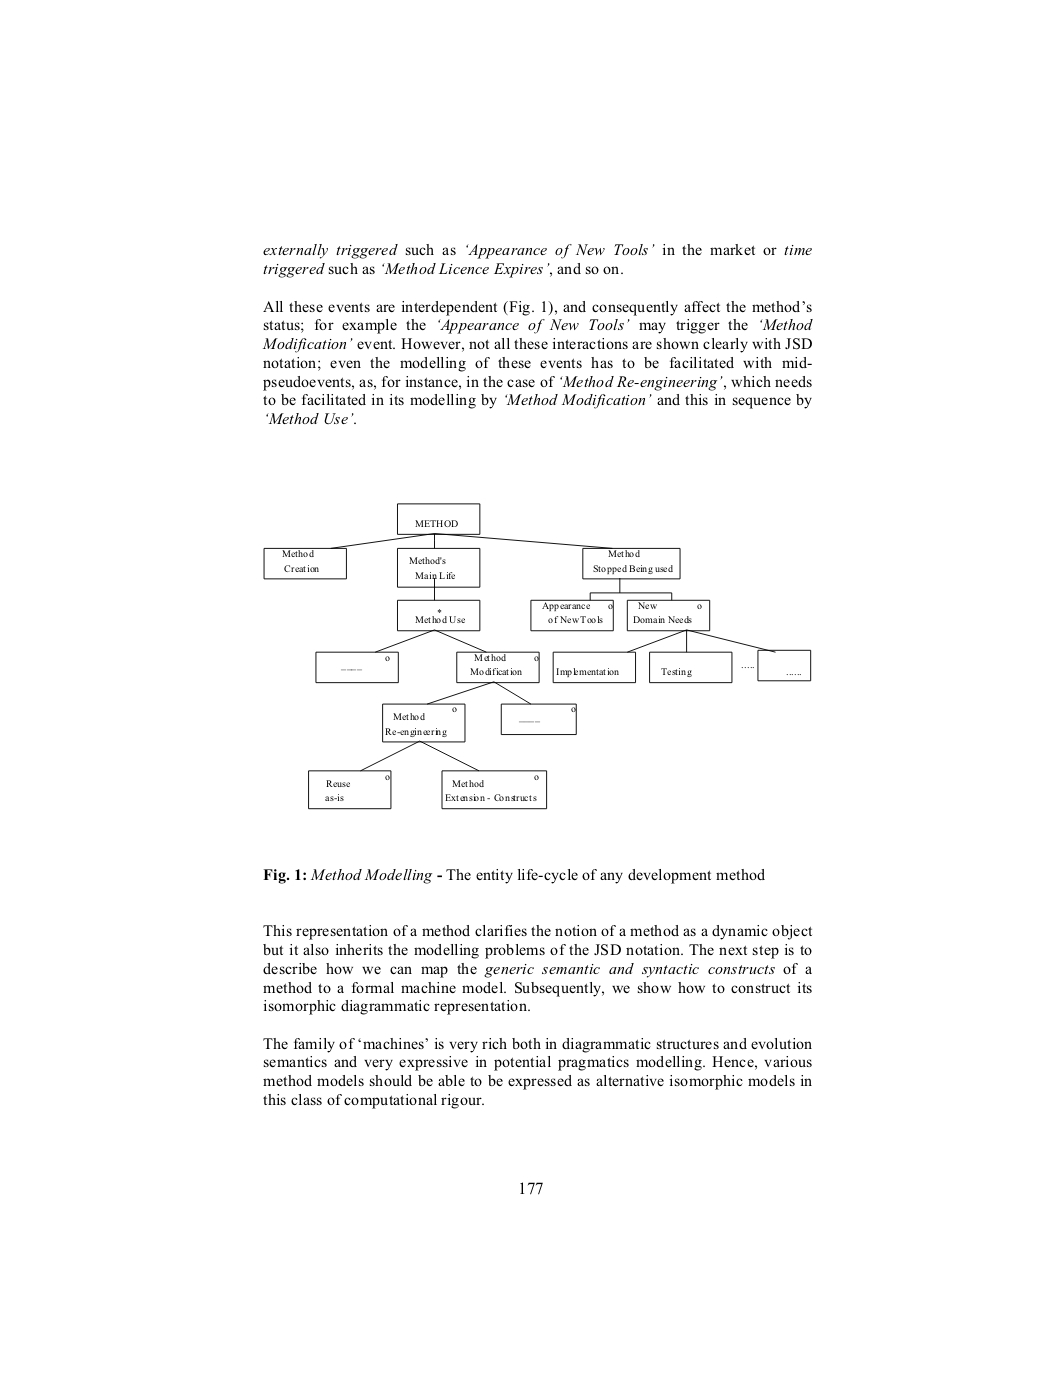 externally triggered such as ‘Appearance of New Tools’ in the market or time
triggered such as ‘Method Licence Expires’, and so on.
All these events are interdependent (Fig. 1), and consequently affect the method’s
status; for example the ‘Appearance of New Tools’ may trigger the ‘Method
Modification’ event. However, not all these interactions are shown clearly with JSD
notation; even the modelling of these events has to be facilitated with mid-
pseudoevents, as, for instance, in the case of ‘Method Re-engineering’, which needs
to be facilitated in its modelling by ‘Method Modification’ and this in sequence by
‘Method Use’.
METHOD
Method
Creation
Method's
Main Life
Method
Stopped Being used
*
Method Use
Appearance o
of New Tools
New o
Domain Needs
o
____
Method o
Modification
Implementation
Testing
.....
......
Method o
Re-engineering
o
____
Reuse o
as-is
Method o
Extension - Constructs
Fig. 1: Method Modelling - The entity life-cycle of any development method
This representation of a method clarifies the notion of a method as a dynamic object
but it also inherits the modelling problems of the JSD notation. The next step is to
describe how we can map the generic semantic and syntactic constructs of a
method to a formal machine model. Subsequently, we show how to construct its
isomorphic diagrammatic representation.
The family of ‘machines’ is very rich both in diagrammatic structures and evolution
semantics and very expressive in potential pragmatics modelling. Hence, various
method models should be able to be expressed as alternative isomorphic models in
this class of computational rigour.
177